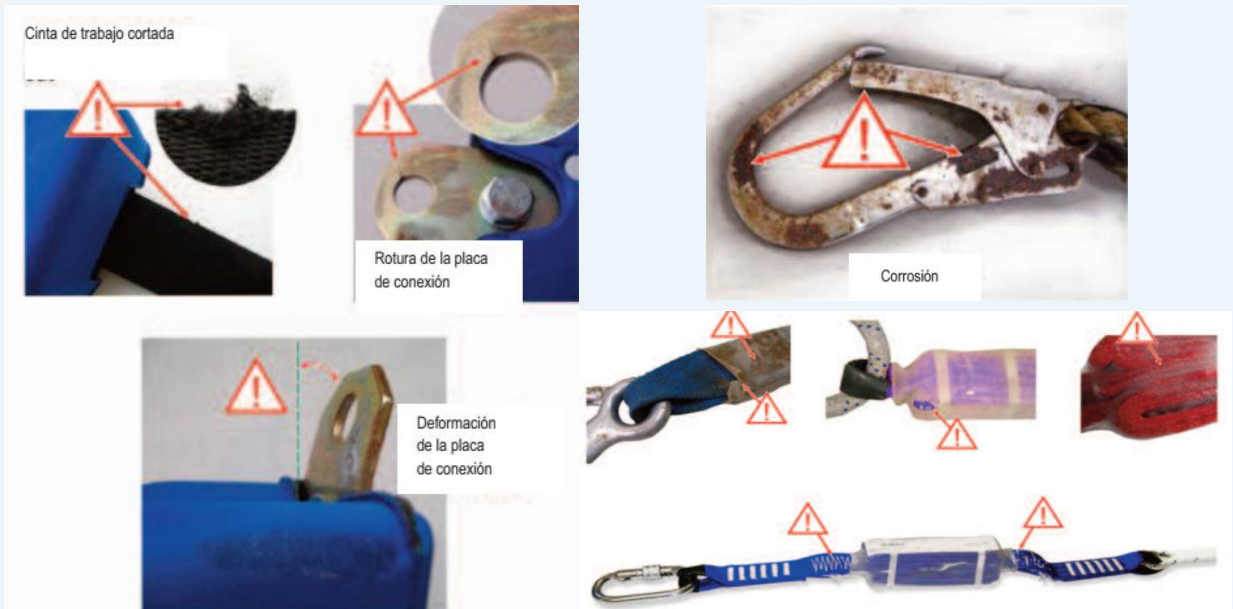 Cinta de trabajo cortada
Rotura de la placa
de conexión
Deformación
de la placa
de conexión
Corrosión